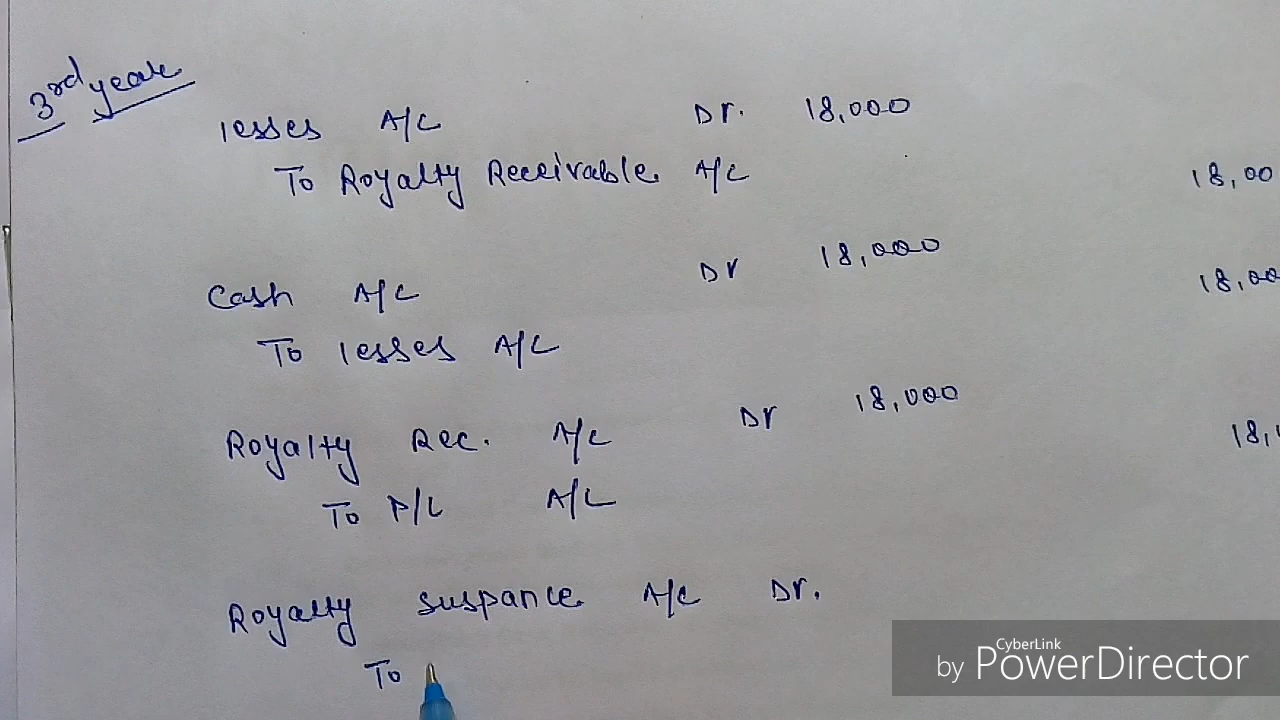 3rd year
lesses A/C Dr. 18,000
To Royalty Receivable A/C 18,00
Cash A/C Dr 18,000
To lesses A/C 18,00
Royalty Rec. A/C Dr 18,000
To P/L A/C 18,
Royalty suspance A/C Dr.
To
CyberLink
by PowerDirector